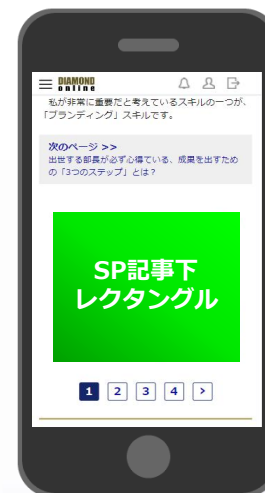 DIAMOND
online
私が非常に重要だと考えているスキルの一つが、
「ブランディング」スキルです。
次のページ >>
出世する部長が必ず心得ている、成果を出すため
の「3つのステップ」とは？
SP記事下
レクタングル
1 2 3 4 >